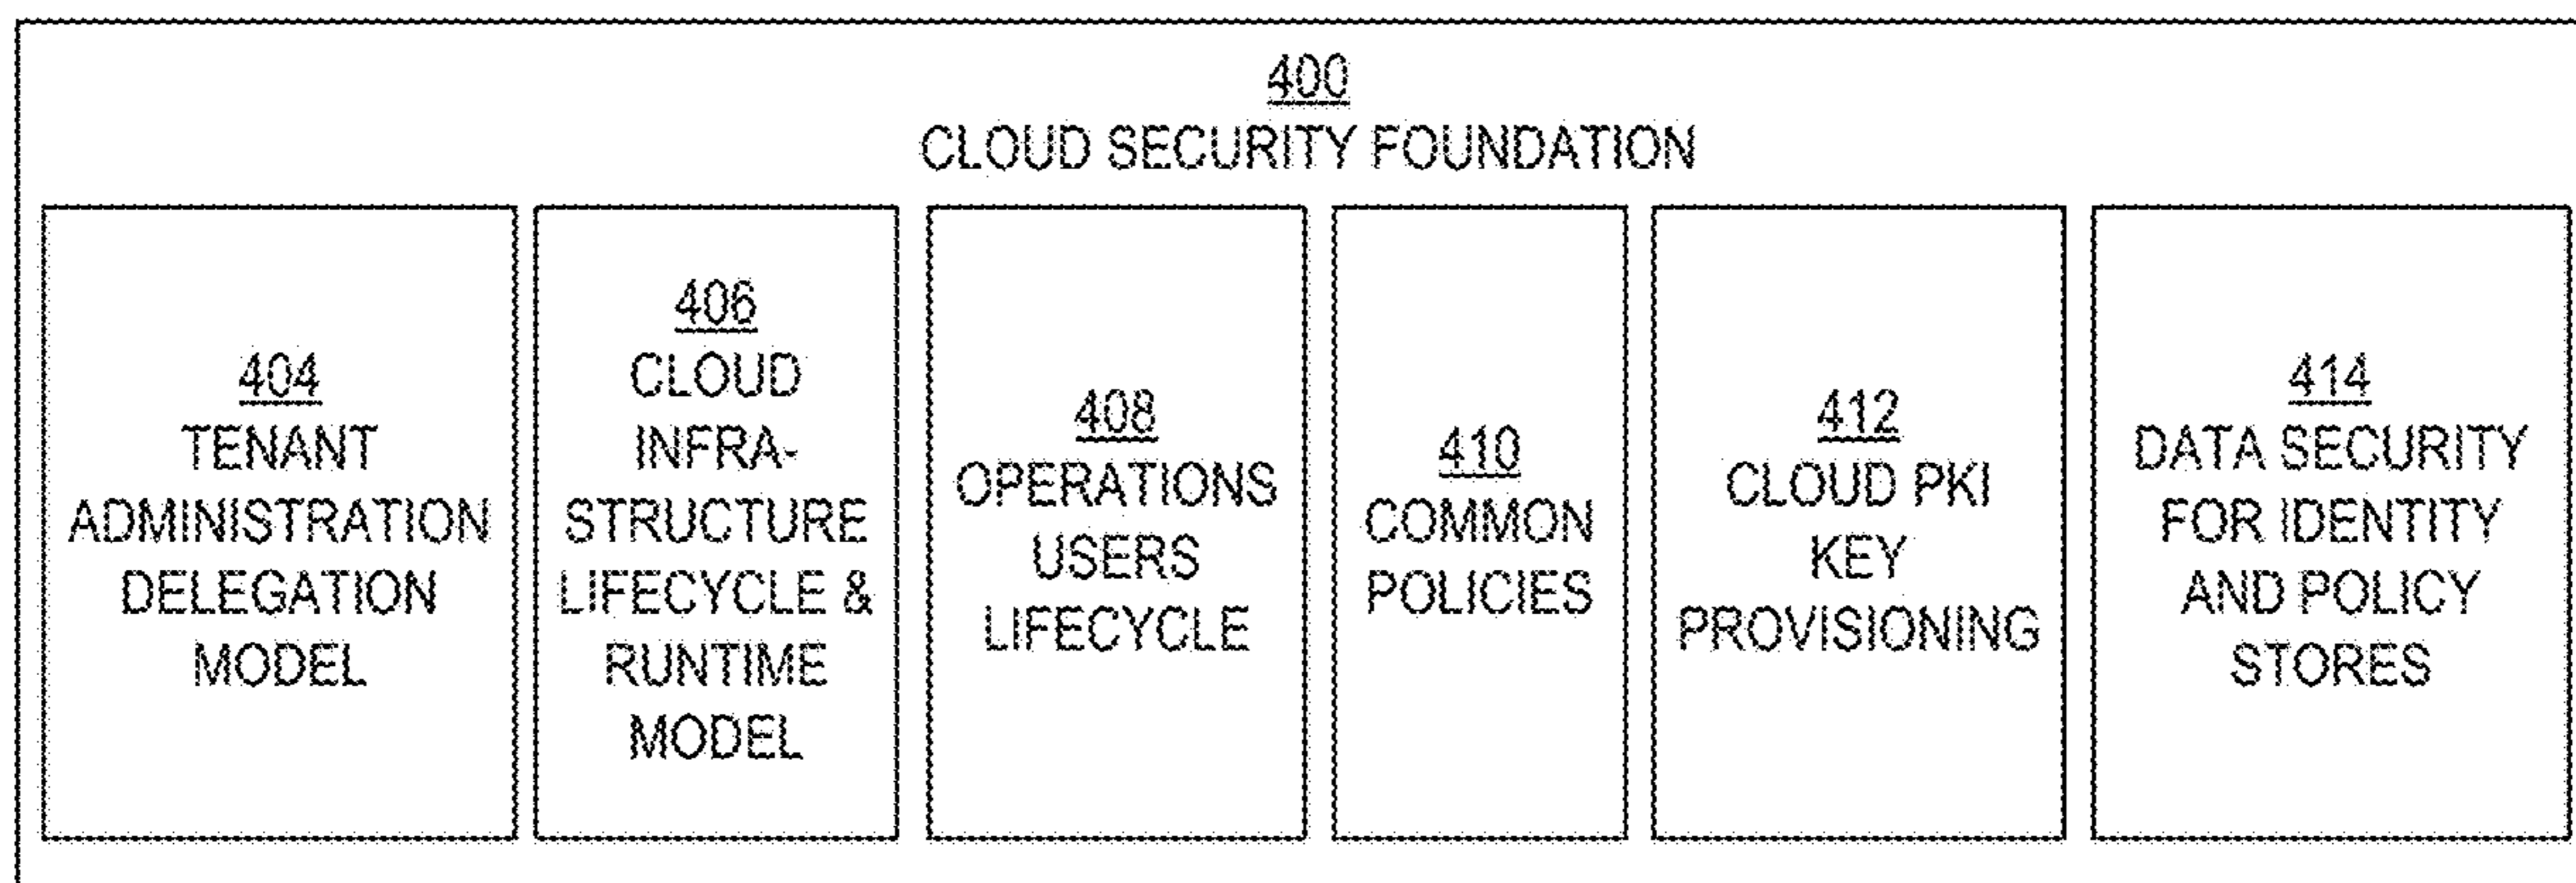 400
CLOUD SECURITY FOUNDATION
404
TENANT
ADMINISTRATION
DELEGATION
MODEL
406
CLOUD
INFRA-
STRUCTURE
LIFECYCLE &
RUNTIME
MODEL
408
OPERATIONS
USERS
LIFECYCLE
410
COMMON
POLICIES
412
CLOUD PKI
KEY
PROVISIONING
414
DATA SECURITY
FOR IDENTITY
AND POLICY
STORES